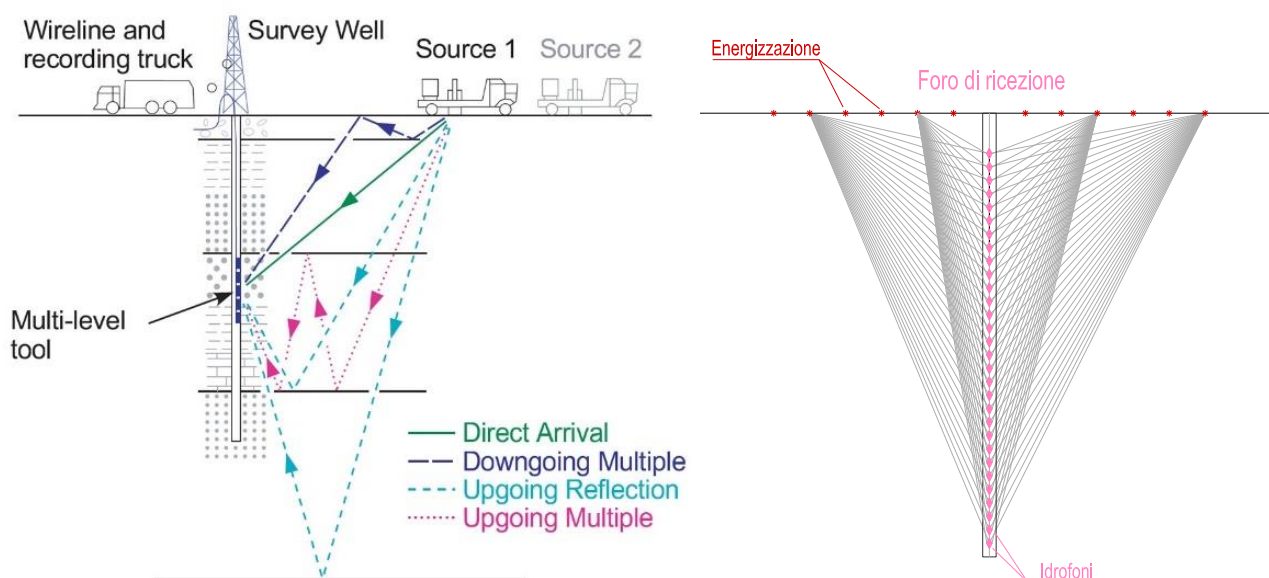 Wireline and
recording truck
Survey Well
Source 1
Source 2
Multi-level
tool
Direct Arrival
Downgoing Multiple
Upgoing Reflection
Upgoing Multiple
Energizzazione
Foro di ricezione
Idrofoni